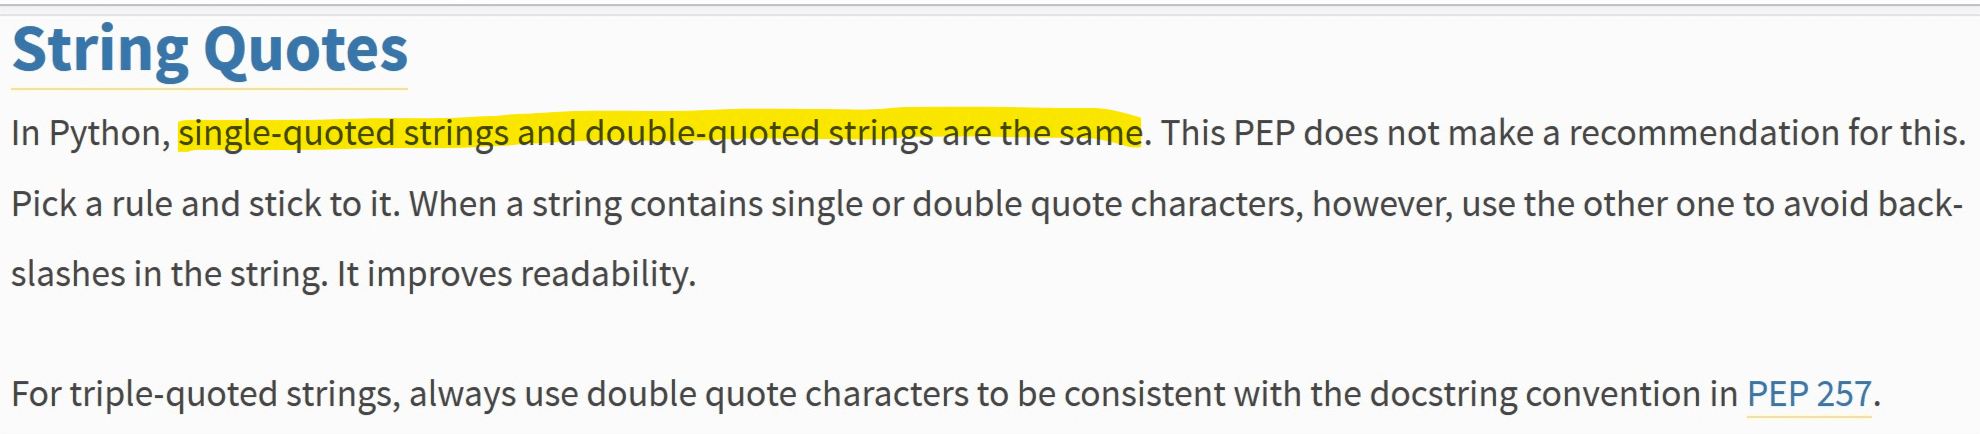 String Quotes
In Python, single-quoted strings and double-quoted strings are the same. This PEP does not make a recommendation for this.
Pick a rule and stick to it. When a string contains single or double quote characters, however, use the other one to avoid back-
slashes in the string. It improves readability.
For triple-quoted strings, always use double quote characters to be consistent with the docstring convention in PEP 257.